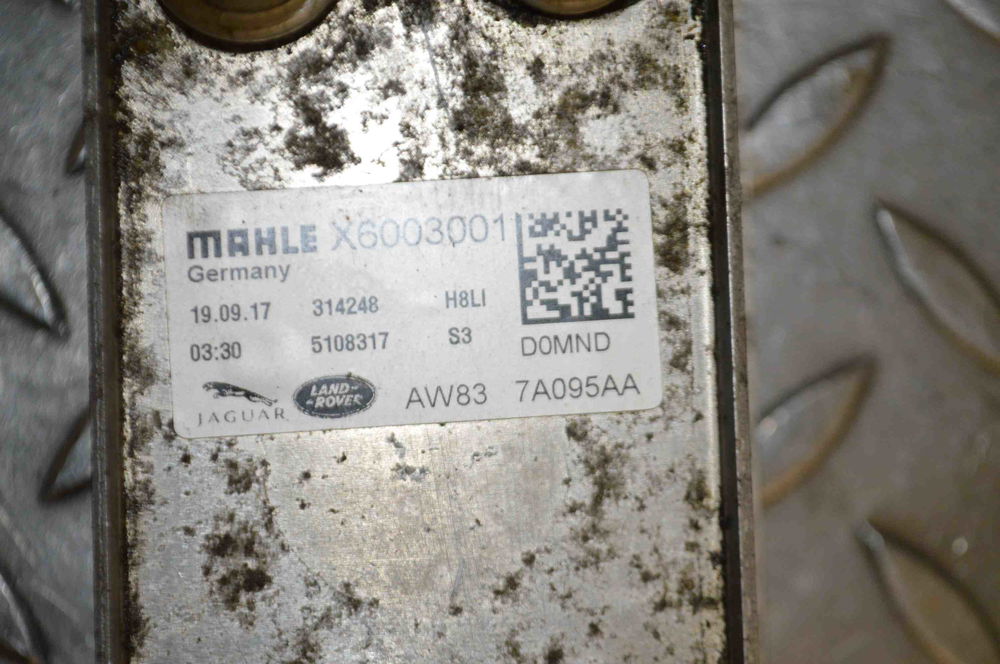 MAHLE X6003001
Germany
19.09.17 314248 H8LI
03:30 5108317 S3 D0MND
JAGUAR LAND-ROVER AW83 7A095AA